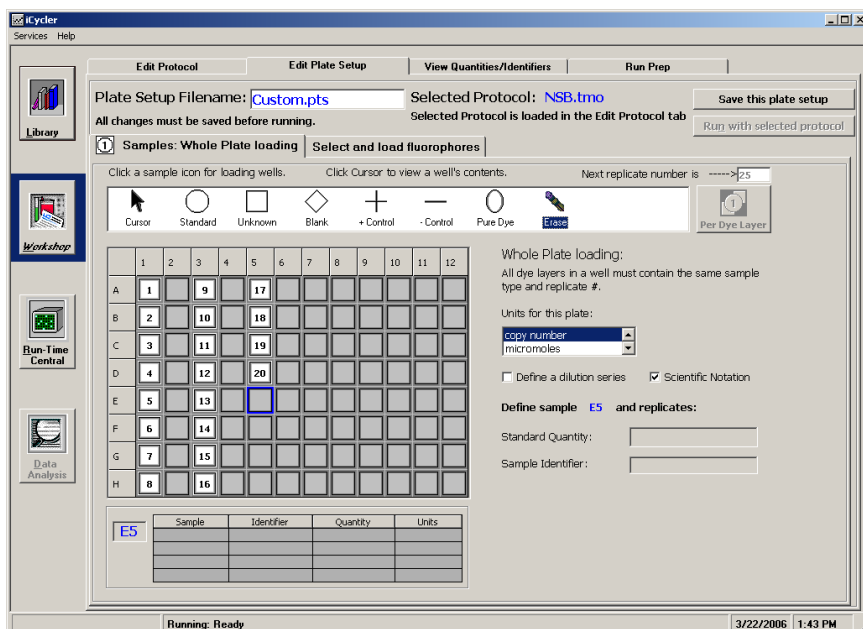 iCycler
Services Help
Edit Protocol Edit Plate Setup View Quantities/Identifiers Run Prep
Plate Setup Filename: Custom.pts Selected Protocol: NSB.tmo Save this plate setup
All changes must be saved before running. Selected Protocol is loaded in the Edit Protocol tab Run with selected protocol
Library
1 Samples: Whole Plate loading Select and load fluorophores
Click a sample icon for loading wells. Click Cursor to view a well's contents. Next replicate number is ----->25
Cursor Standard Unknown Blank + Control - Control Pure Dye Erase
1
Per Dye Layer
Workshop
1 2 3 4 5 6 7 8 9 10 11 12
A 1 9 17
B 2 10 18
C 3 11 19
D 4 12 20
E 5 13
F 6 14
G 7 15
H 8 16
Whole Plate loading:
All dye layers in a well must contain the same sample
type and replicate #.
Units for this plate:
copy number
micromoles
Define a dilution series Scientific Notation
Define sample E5 and replicates:
Standard Quantity:
Sample Identifier:
Run-Time
Central
Data
Analysis
E5 Sample Identifier Quantity Units
Running: Ready 3/22/2006 1:43 PM